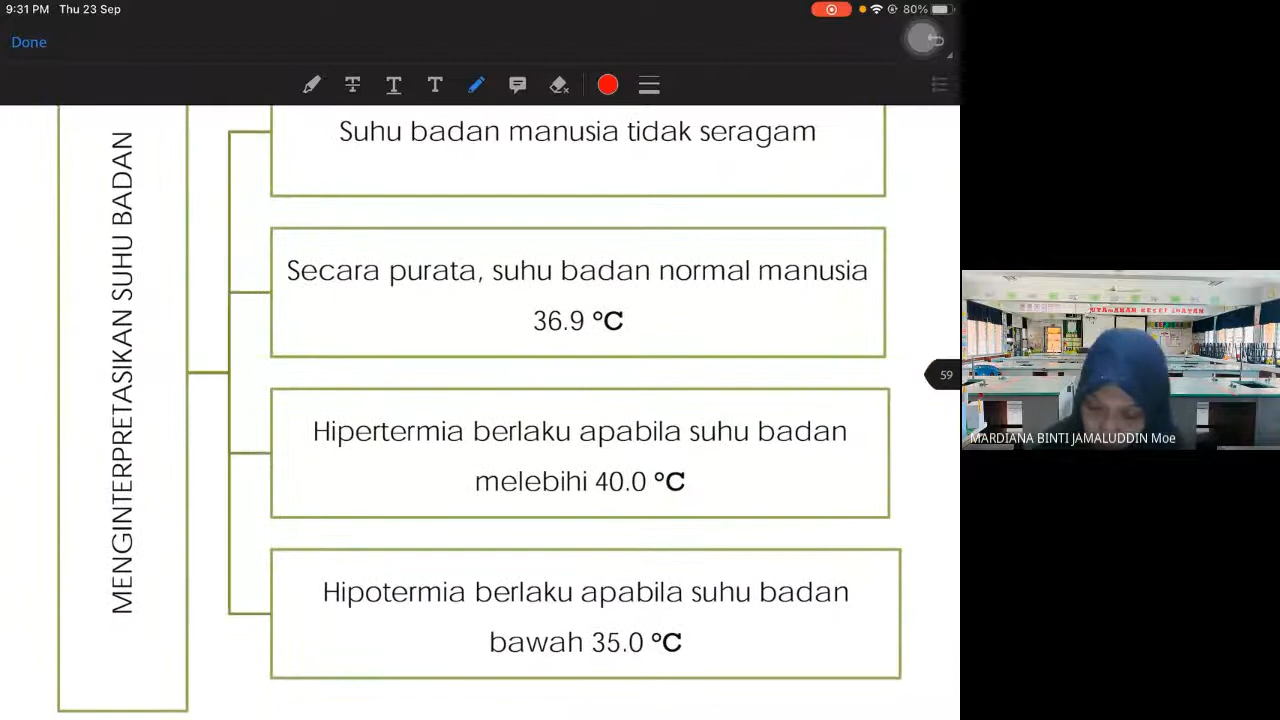 9:31 PM Thu 23 Sep
80%
Done
MENGINTERPRETASIKAN SUHU BADAN
Suhu badan manusia tidak seragam
Secara purata, suhu badan normal manusia
36.9 °C
Hipertermia berlaku apabila suhu badan
melebihi 40.0 °C
Hipotermia berlaku apabila suhu badan
bawah 35.0 °C
59
MARDIANA BINTI JAMALUDDIN Moe